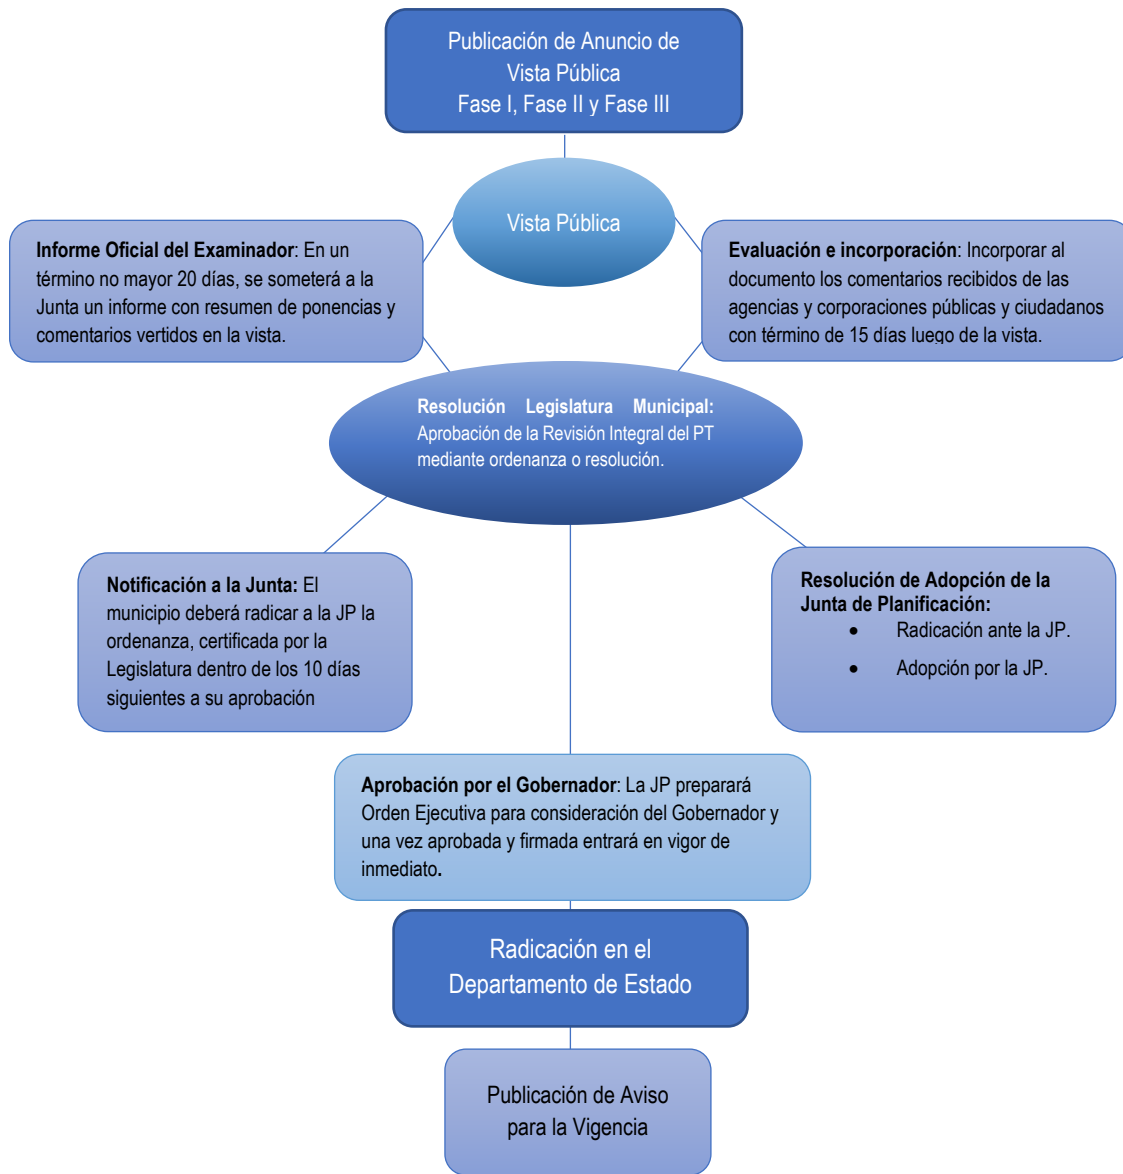 Publicación de Anuncio de
Vista Pública
Fase I, Fase II y Fase III
Vista Pública
Informe Oficial del Examinador: En un
término no mayor 20 días, se someterá a la
Junta un informe con resumen de ponencias y
comentarios vertidos en la vista.
Evaluación e incorporación: Incorporar al
documento los comentarios recibidos de las
agencias y corporaciones públicas y ciudadanos
con término de 15 días luego de la vista.
Resolución Legislatura Municipal:
Aprobación de la Revisión Integral del PT
mediante ordenanza o resolución.
Notificación a la Junta: El
municipio deberá radicar a la JP la
ordenanza, certificada por la
Legislatura dentro de los 10 días
siguientes a su aprobación
Resolución de Adopción de la
Junta de Planificación:
• Radicación ante la JP.
• Adopción por la JP.
Aprobación por el Gobernador: La JP preparará
Orden Ejecutiva para consideración del Gobernador y
una vez aprobada y firmada entrará en vigor de
inmediato.
Radicación en el
Departamento de Estado
Publicación de Aviso
para la Vigencia